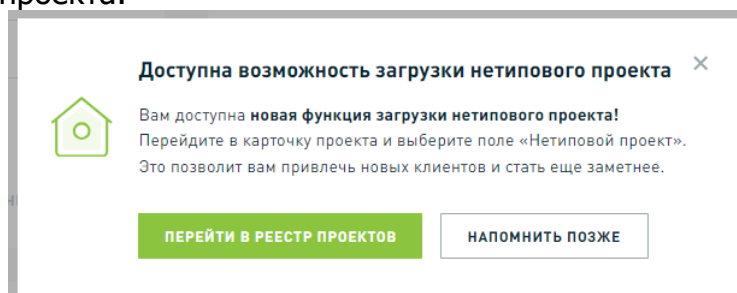 проекта.
Доступна возможность загрузки нетипового проекта
Вам доступна новая функция загрузки нетипового проекта!
Перейдите в карточку проекта и выберите поле «Нетиповой проект».
Это позволит вам привлечь новых клиентов и стать еще заметнее.
ПЕРЕЙТИ В РЕЕСТР ПРОЕКТОВ НАПОМНИТЬ ПОЗЖЕ